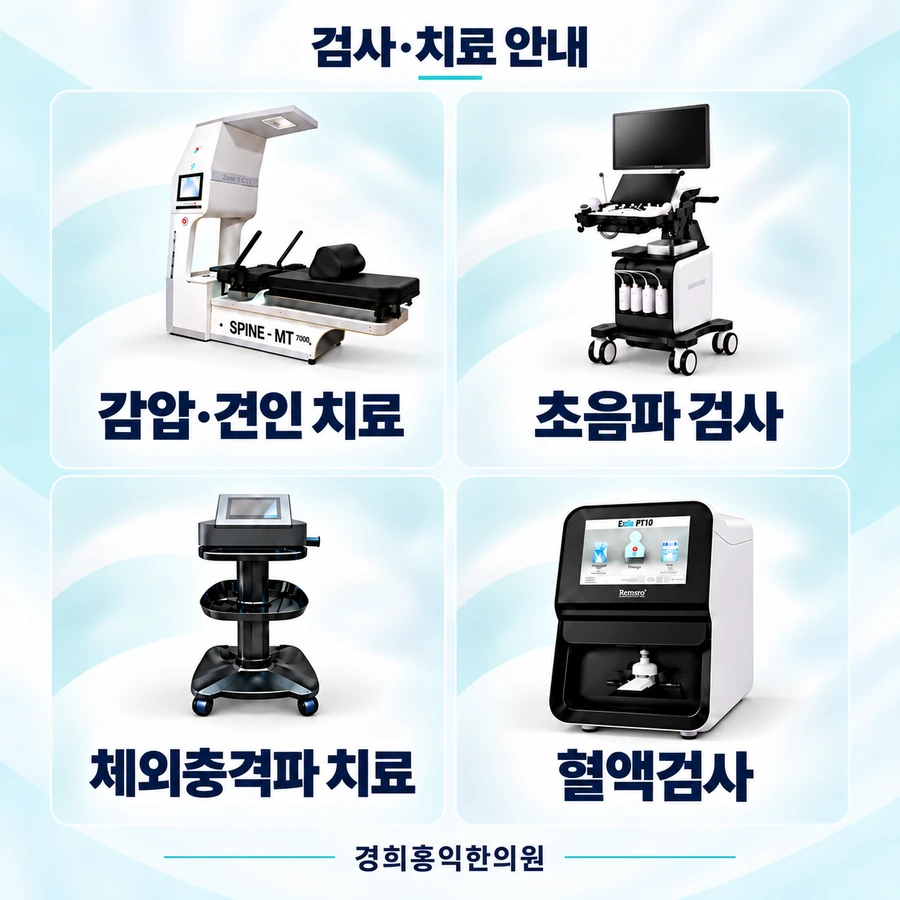 검사·치료 안내
SPINE - MT 7000
감압·견인 치료
SAMSUNG
초음파 검사
체외충격파 치료
Exdia PT10
Remsro
혈액검사
경희홍익한의원